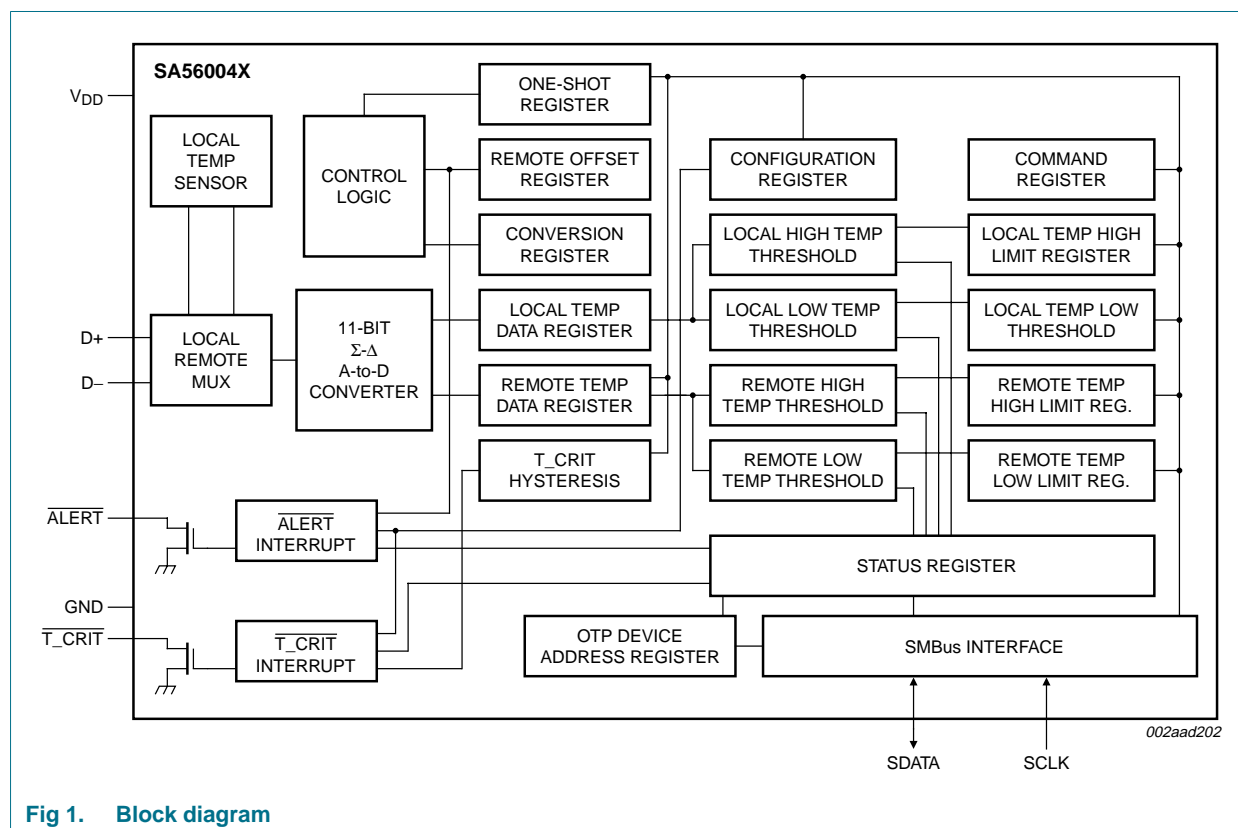 SA56004X
VDD
LOCAL
TEMP
SENSOR
CONTROL
LOGIC
ONE-SHOT
REGISTER
REMOTE OFFSET
REGISTER
CONVERSION
REGISTER
CONFIGURATION
REGISTER
COMMAND
REGISTER
LOCAL HIGH TEMP
THRESHOLD
LOCAL TEMP HIGH
LIMIT REGISTER
D+
D−
LOCAL
REMOTE
MUX
11-BIT
Σ-Δ
A-to-D
CONVERTER
LOCAL TEMP
DATA REGISTER
LOCAL LOW TEMP
THRESHOLD
LOCAL TEMP LOW
THRESHOLD
REMOTE TEMP
DATA REGISTER
REMOTE HIGH
TEMP THRESHOLD
REMOTE TEMP
HIGH LIMIT REG.
T_CRIT
HYSTERESIS
REMOTE LOW
TEMP THRESHOLD
REMOTE TEMP
LOW LIMIT REG.
ALERT
ALERT
INTERRUPT
STATUS REGISTER
GND
T_CRIT
T_CRIT
INTERRUPT
OTP DEVICE
ADDRESS REGISTER
SMBus INTERFACE
002aad202
SDATA
SCLK
Fig 1. Block diagram